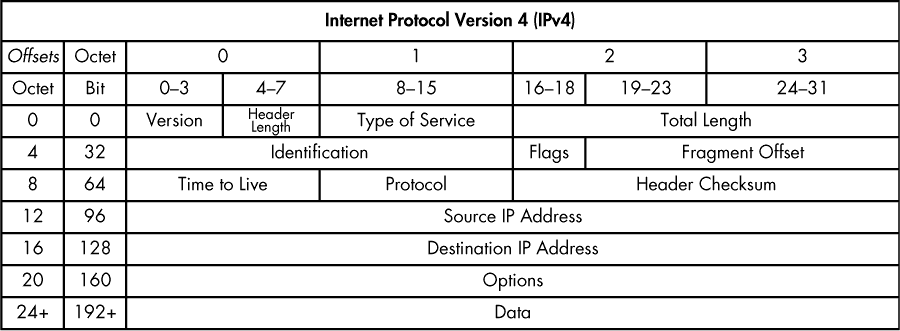 Internet Protocol Version 4 (IPv4)
Offsets Octet 0 1 2 3
Octet Bit 0–3 4–7 8–15 16–18 19–23 24–31
0 0 Version Header Length Type of Service Total Length
4 32 Identification Flags Fragment Offset
8 64 Time to Live Protocol Header Checksum
12 96 Source IP Address
16 128 Destination IP Address
20 160 Options
24+ 192+ Data